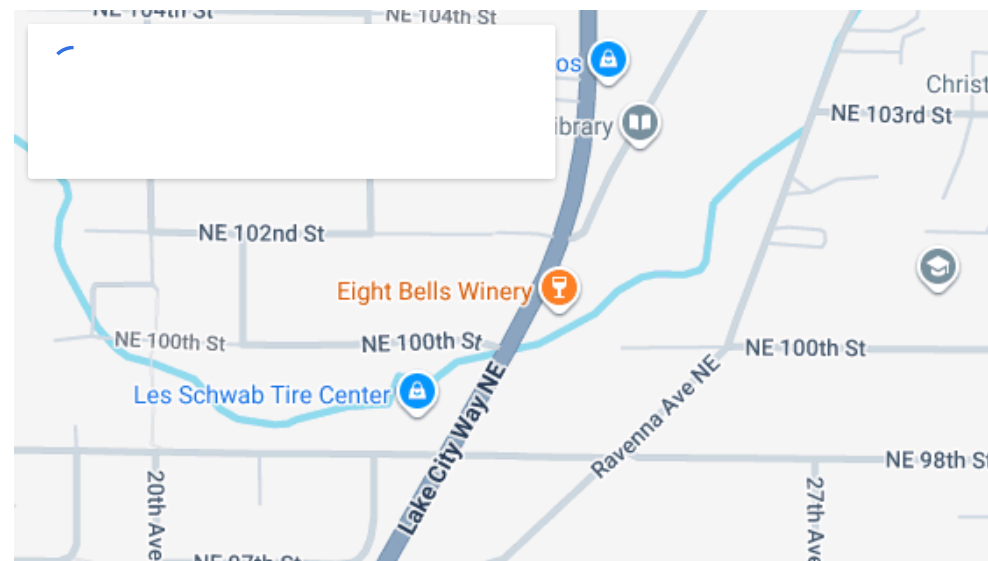 NE 104th St
NE 104th St
os
ibrary
Christ
NE 103rd St
NE 102nd St
Eight Bells Winery
NE 100th St
NE 100th St
NE 100th St
Les Schwab Tire Center
Lake City Way NE
Ravenna Ave NE
NE 98th St
20th Ave
27th Ave
NE 97th St